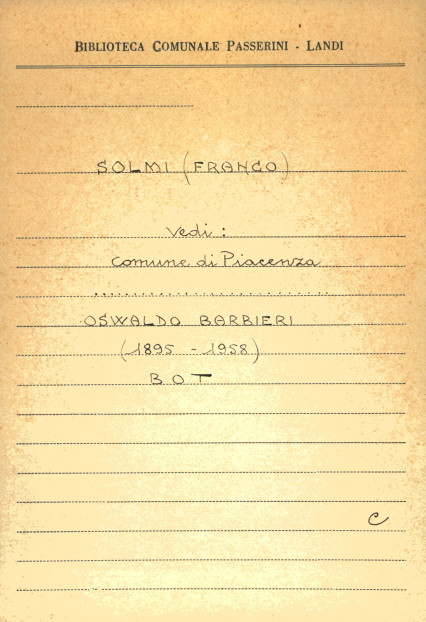 BIBLIOTECA COMUNALE PASSERINI - LANDI
SOLMI (FRANCO)
Vedi :
Comune di Piacenza
........................
OSWALDO BARBIERI
(1895 - 1958)
BOT
C